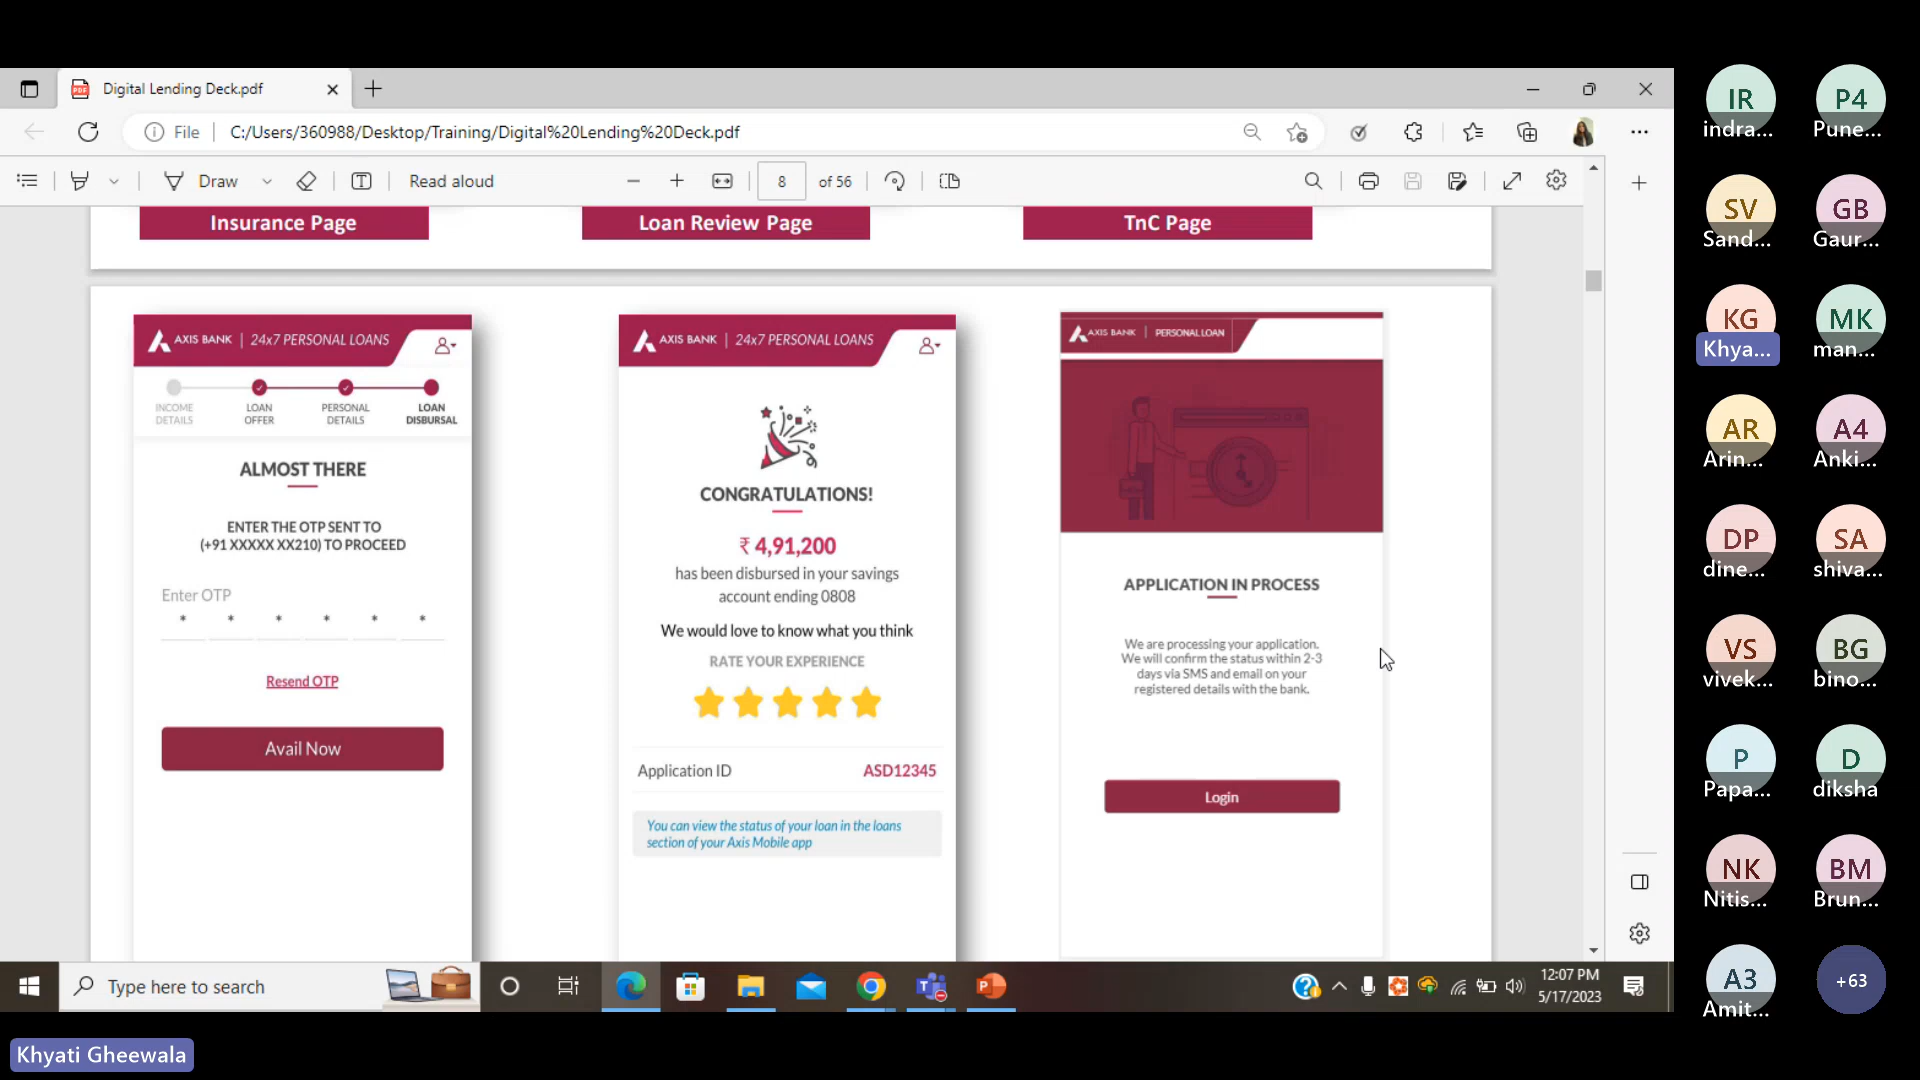 Digital Lending Deck.pdf
File
C:/Users/360988/Desktop/Training/Digital%20Lending%20Deck.pdf
Draw
Read aloud
8
of 56
Insurance Page
Loan Review Page
TnC Page
AXIS BANK | 24x7 PERSONAL LOANS
INCOME
DETAILS
LOAN
OFFER
PERSONAL
DETAILS
LOAN
DISBURSAL
ALMOST THERE
ENTER THE OTP SENT TO
(+91 XXXXX XX210) TO PROCEED
Enter OTP
* * * * * *
Resend OTP
Avail Now
AXIS BANK | 24x7 PERSONAL LOANS
CONGRATULATIONS!
₹ 4,91,200
has been disbursed in your savings
account ending 0808
We would love to know what you think
RATE YOUR EXPERIENCE
Application ID
ASD12345
You can view the status of your loan in the loans
section of your Axis Mobile app
AXIS BANK | PERSONAL LOAN
APPLICATION IN PROCESS
We are processing your application.
We will confirm the status within 2-3
days via SMS and email on your
registered details with the bank.
Login
Type here to search
12:07 PM
5/17/2023
IR
indra...
P4
Pune...
SV
Sand...
GB
Gaur...
KG
Khya...
MK
man...
AR
Arin...
A4
Anki...
DP
dine...
SA
shiva...
VS
vivek...
BG
bino...
P
Papa...
D
diksha
NK
Nitis...
BM
Brun...
A3
Amit...
+63
Khyati Gheewala